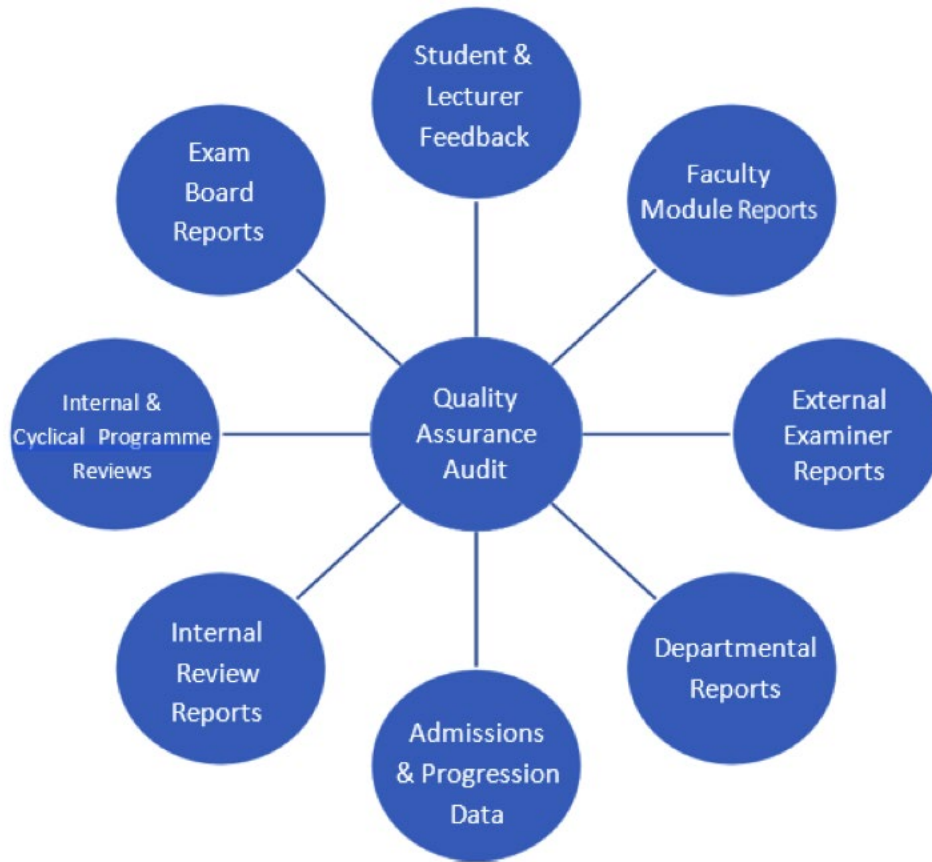 Student &
Lecturer
Feedback
Faculty
Module Reports
External
Examiner
Reports
Departmental
Reports
Admissions
& Progression
Data
Internal
Review
Reports
Internal &
Cyclical Programme
Reviews
Exam
Board
Reports
Quality
Assurance
Audit